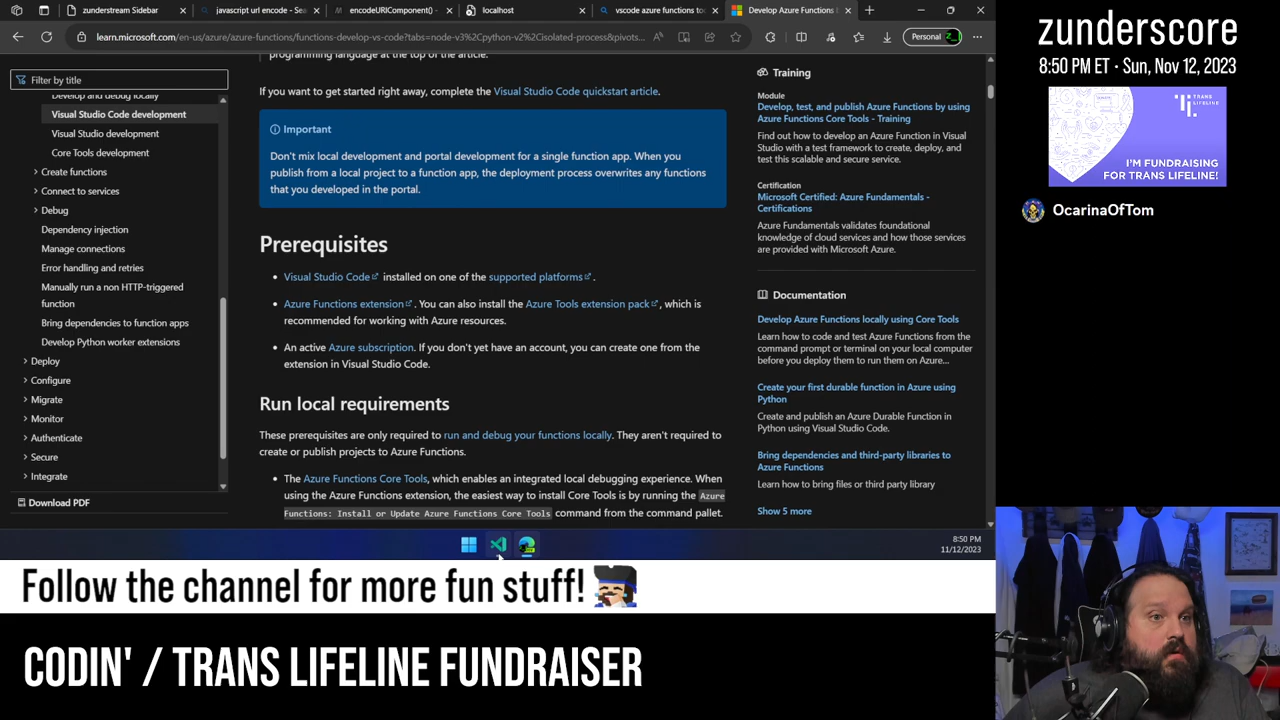 zunderstream Sidebar
javascript url encode - Sea
encodeURIComponent() -
localhost
vscode azure functions to
Develop Azure Functions
learn.microsoft.com/en-us/azure/azure-functions/functions-develop-vs-code?tabs=node-v3%2Cpython-v2%2Cisolated-process&pivots...
Personal
Filter by title
Develop and debug locally
Visual Studio Code development
Visual Studio development
Core Tools development
Create functions
Connect to services
Debug
Dependency injection
Manage connections
Error handling and retries
Manually run a non HTTP-triggered
function
Bring dependencies to function apps
Develop Python worker extensions
Deploy
Configure
Migrate
Monitor
Authenticate
Secure
Integrate
Download PDF
programming language at the top of the article.
If you want to get started right away, complete the Visual Studio Code quickstart article.
Important
Don't mix local development and portal development for a single function app. When you
publish from a local project to a function app, the deployment process overwrites any functions
that you developed in the portal.
Prerequisites
• Visual Studio Code installed on one of the supported platforms .
• Azure Functions extension . You can also install the Azure Tools extension pack , which is
recommended for working with Azure resources.
• An active Azure subscription. If you don't yet have an account, you can create one from the
extension in Visual Studio Code.
Run local requirements
These prerequisites are only required to run and debug your functions locally. They aren't required to
create or publish projects to Azure Functions.
• The Azure Functions Core Tools, which enables an integrated local debugging experience. When
using the Azure Functions extension, the easiest way to install Core Tools is by running the Azure
Functions: Install or Update Azure Functions Core Tools command from the command pallet.
Training
Module
Develop, test, and publish Azure Functions by using
Azure Functions Core Tools - Training
Find out how to develop an Azure Function in Visual
Studio with a test framework to create, deploy, and
test this scalable and secure service.
Certification
Microsoft Certified: Azure Fundamentals -
Certifications
Azure Fundamentals validates foundational
knowledge of cloud services and how those services
are provided with Microsoft Azure.
Documentation
Develop Azure Functions locally using Core Tools
Learn how to code and test Azure Functions from the
command prompt or terminal on your local computer
before you deploy them to run them on Azure...
Create your first durable function in Azure using
Python
Create and publish an Azure Durable Function in
Python using Visual Studio Code.
Bring dependencies and third-party libraries to
Azure Functions
Learn how to bring files or third party library
Show 5 more
8:50 PM
11/12/2023
zunderscore
8:50 PM ET · Sun, Nov 12, 2023
TRANS
LIFELINE
I'M FUNDRAISING
FOR TRANS LIFELINE!
OcarinaOfTom
Follow the channel for more fun stuff!
CODIN' / TRANS LIFELINE FUNDRAISER